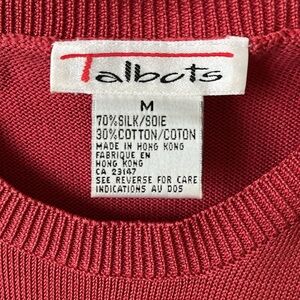 Talbots
M
70%SILK/SOIE
30%COTTON/COTON
MADE IN HONG KONG
FABRIQUE EN
HONG KONG
CA 23147
SEE REVERSE FOR CARE
INDICATIONS AU DOS